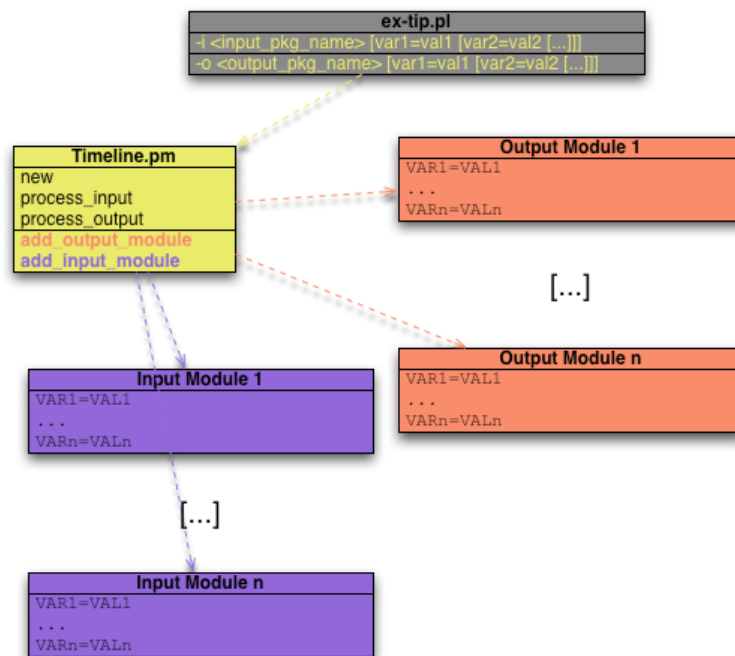 ex-tip.pl
-i <input_pkg_name> [var1=val1 [var2=val2 [...]]]
-o <output_pkg_name> [var1=val1 [var2=val2 [...]]]
Timeline.pm
new
process_input
process_output
add_output_module
add_input_module
Output Module 1
VAR1=VAL1
...
VARn=VALn
[...]
Output Module n
VAR1=VAL1
...
VARn=VALn
Input Module 1
VAR1=VAL1
...
VARn=VALn
[...]
Input Module n
VAR1=VAL1
...
VARn=VALn